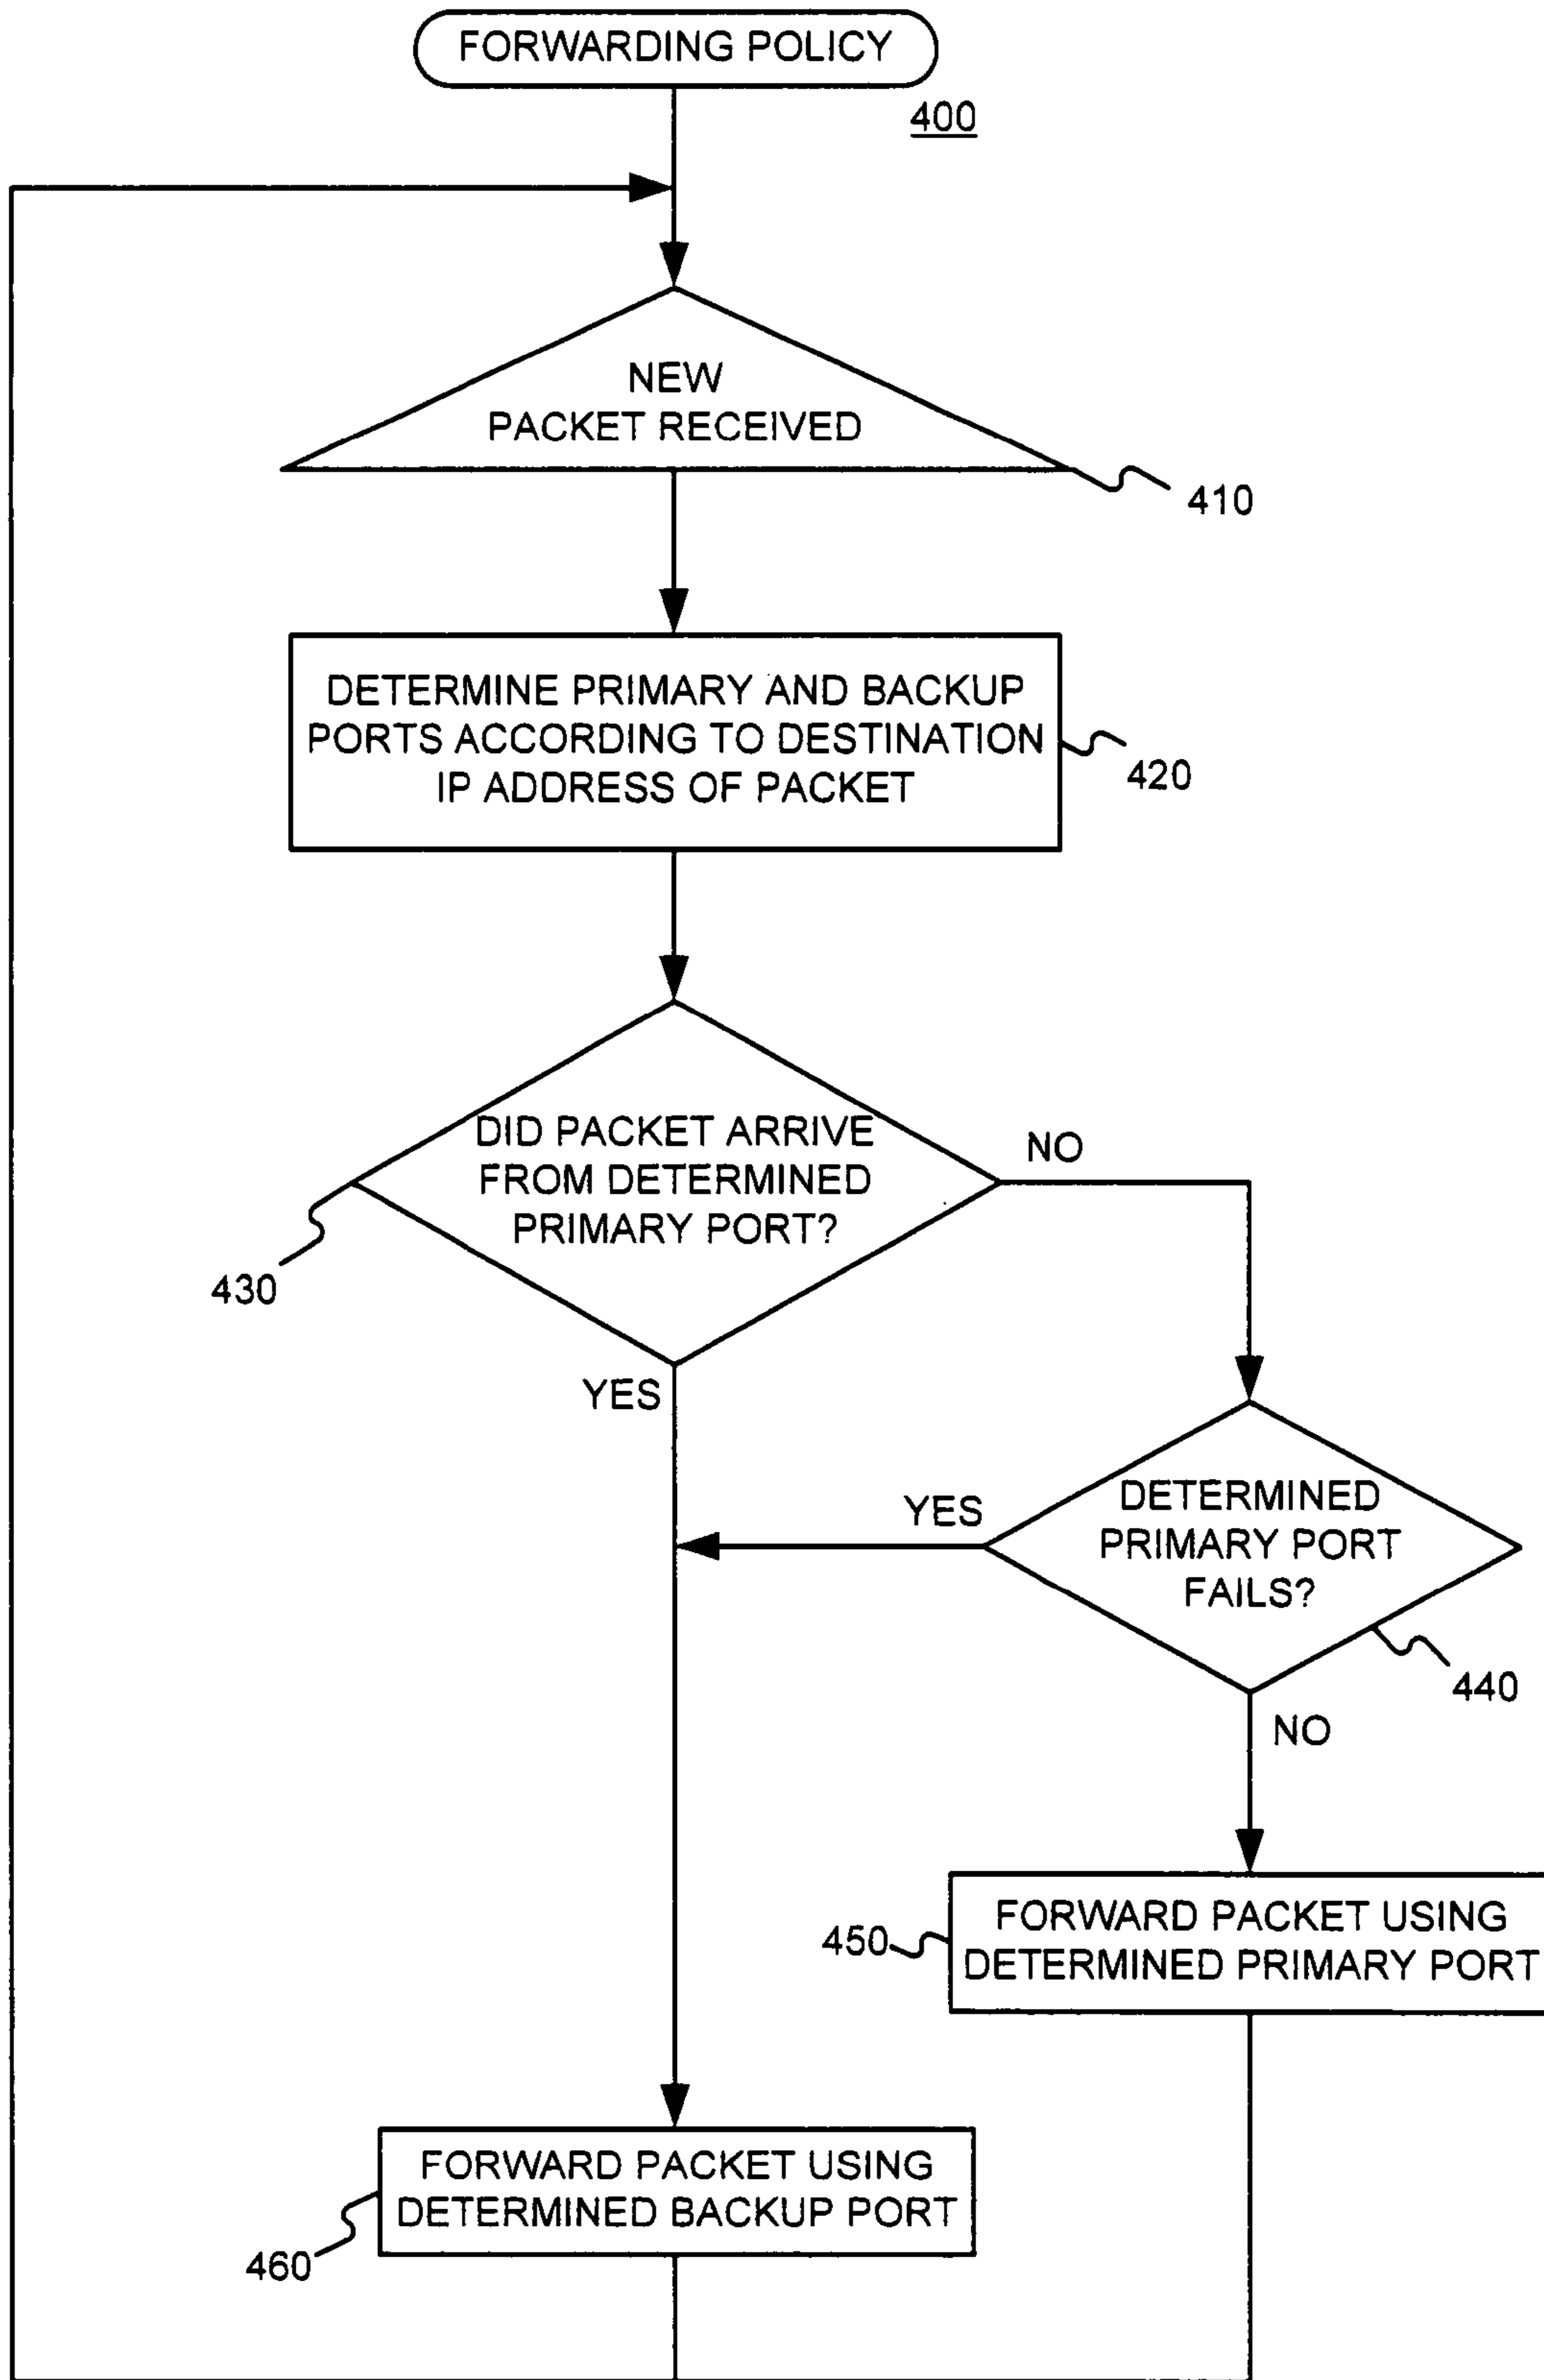 FORWARDING POLICY
400
NEW
PACKET RECEIVED
410
DETERMINE PRIMARY AND BACKUP
PORTS ACCORDING TO DESTINATION
IP ADDRESS OF PACKET
420
DID PACKET ARRIVE
FROM DETERMINED
PRIMARY PORT?
NO
430
YES
DETERMINED
PRIMARY PORT
FAILS?
YES
440
NO
FORWARD PACKET USING
DETERMINED PRIMARY PORT
450
FORWARD PACKET USING
DETERMINED BACKUP PORT
460